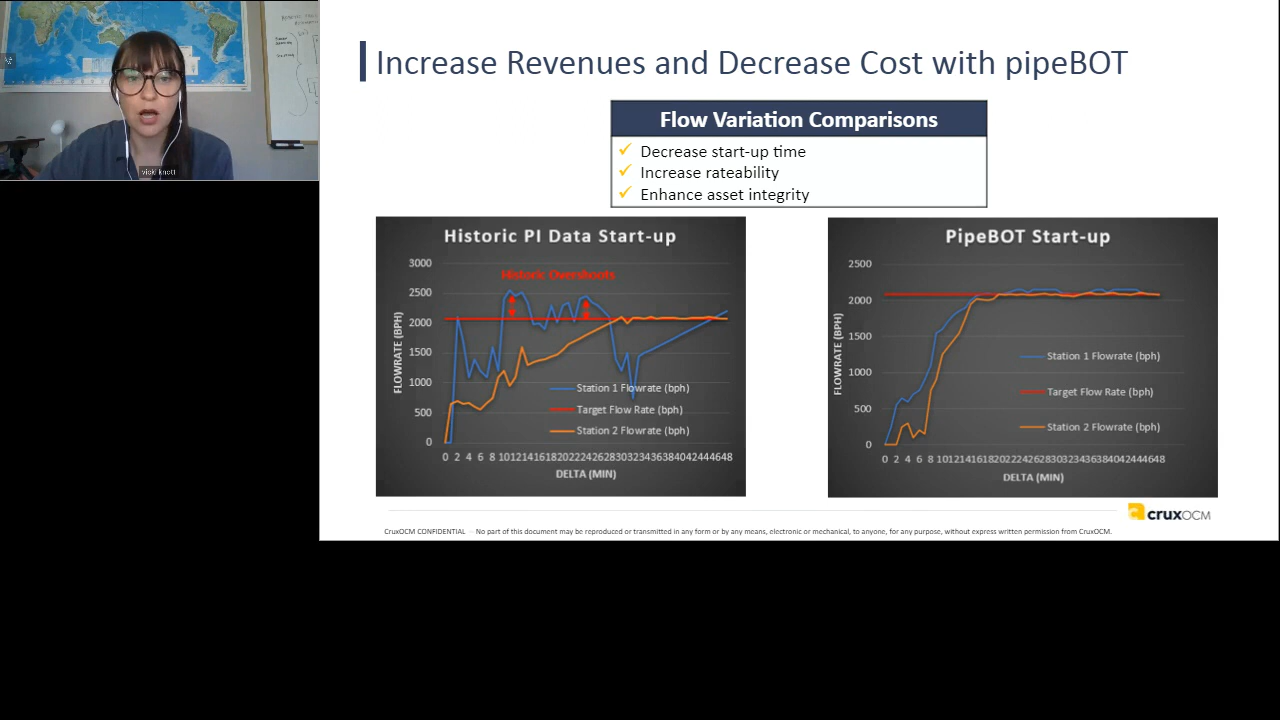 Increase Revenues and Decrease Cost with pipeBOT
Flow Variation Comparisons
✓ Decrease start-up time
✓ Increase rateability
✓ Enhance asset integrity
vicki knott
Historic PI Data Start-up
Historic Overshoots
3000
2500
2000
1500
1000
500
0
FLOWRATE (BPH)
Station 1 Flowrate (bph)
Target Flow Rate (bph)
Station 2 Flowrate (bph)
0 2 4 6 8 1012141618202224262830323436384042444648
DELTA (MIN)
PipeBOT Start-up
2500
2000
1500
1000
500
0
FLOWRATE (BPH)
Station 1 Flowrate (bph)
Target Flow Rate (bph)
Station 2 Flowrate (bph)
0 2 4 6 8 1012141618202224262830323436384042444648
DELTA (MIN)
cruxOCM
CruxOCM CONFIDENTIAL — No part of this document may be reproduced or transmitted in any form or by any means, electronic or mechanical, to anyone, for any purpose, without express written permission from CruxOCM.